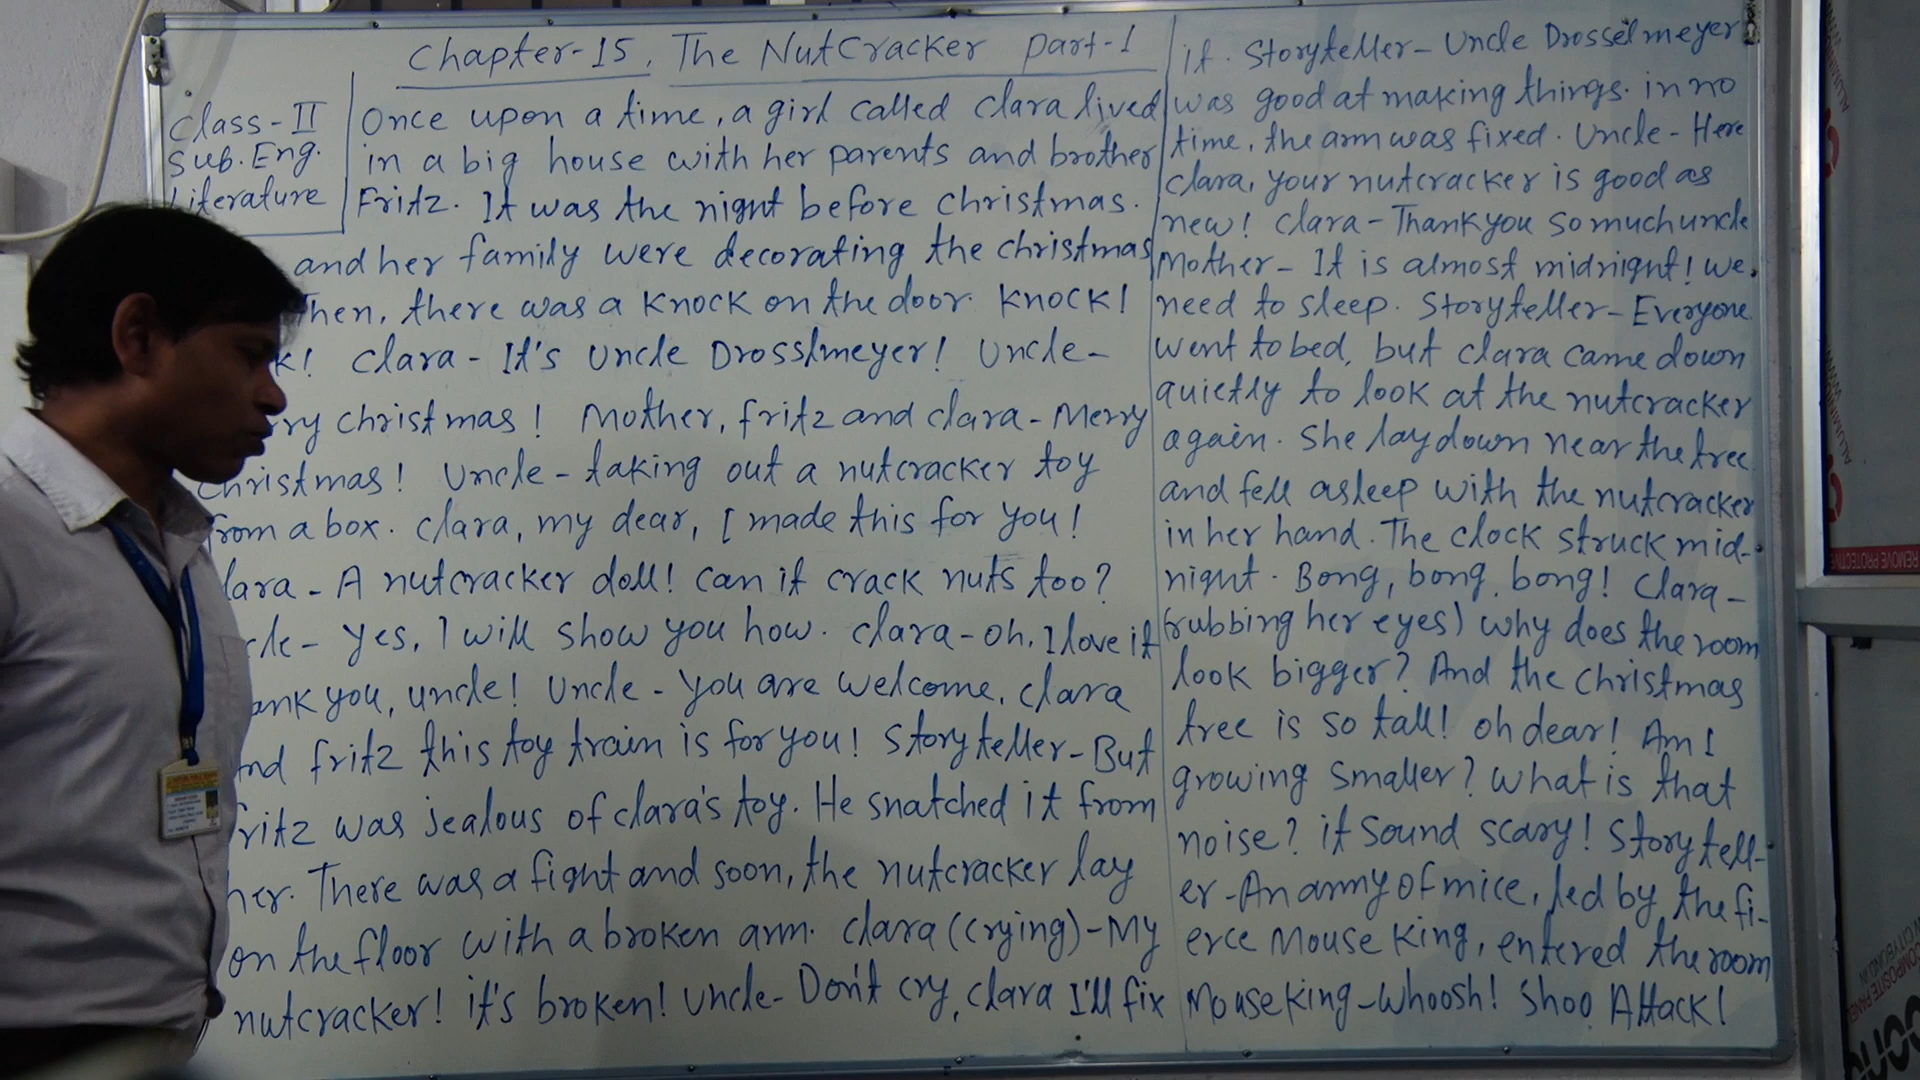 Chapter-15, The NutCracker Part-1
Class-II
Sub. Eng.
Literature
Once upon a time, a girl called Clara lived
in a big house with her parents and brother
Fritz. It was the night before Christmas.
and her family were decorating the christmas
Then, there was a knock on the door. Knock!
k! Clara - It's Uncle Drosslmeyer! Uncle-
ry christmas! Mother, fritz and Clara - Merry
Christmas! Uncle - taking out a nutcracker toy
from a box. Clara, my dear, I made this for you!
lara - A nutcracker doll! can it crack nuts too?
cle - Yes, I will show you how. Clara - oh, I love it
ank you, uncle! Uncle - You are welcome, Clara
and fritz this toy train is for you! Storyteller - But
fritz was jealous of clara's toy. He snatched it from
her. There was a fight and soon, the nutcracker lay
on the floor with a broken arm. Clara (crying) - My
nutcracker! it's broken! Uncle - Don't cry, Clara I'll fix
it. Storyteller - Uncle Drosselmeyer
was good at making things. in no
time, the arm was fixed. Uncle - Here
Clara, your nutcracker is good as
new! Clara - Thank you so much uncle
Mother - It is almost midnight! we
need to sleep. Storyteller - Everyone
went to bed, but Clara came down
quietly to look at the nutcracker
again. She lay down near the tree
and fell asleep with the nutcracker
in her hand. The clock struck mid-
night. Bong, bong, bong! Clara -
(rubbing her eyes) why does the room
look bigger? And the christmas
tree is so tall! oh dear! Am I
growing smaller? What is that
noise? it Sound scary! Storytell-
er - An army of mice, led by the fi-
erce Mouse King, entered the room
Mouse King - Whoosh! Shoo Attack!
REMOVE PROTECTIVE